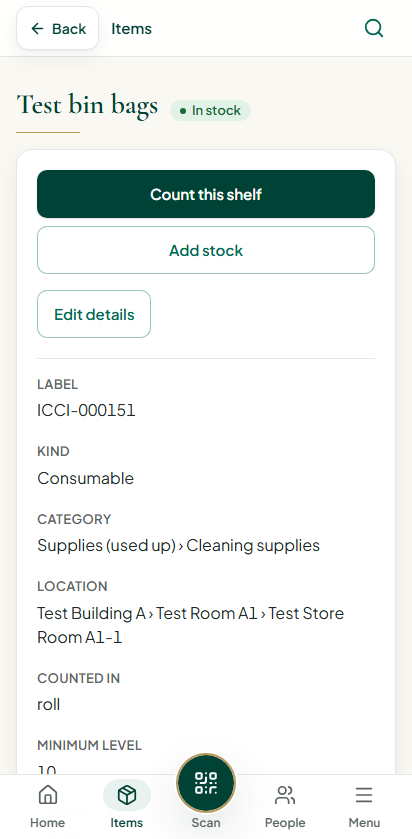 Back Items
Test bin bags In stock
Count this shelf
Add stock
Edit details
LABEL
ICCI-000151
KIND
Consumable
CATEGORY
Supplies (used up) › Cleaning supplies
LOCATION
Test Building A › Test Room A1 › Test Store
Room A1-1
COUNTED IN
roll
MINIMUM LEVEL
10
Home Items Scan People Menu